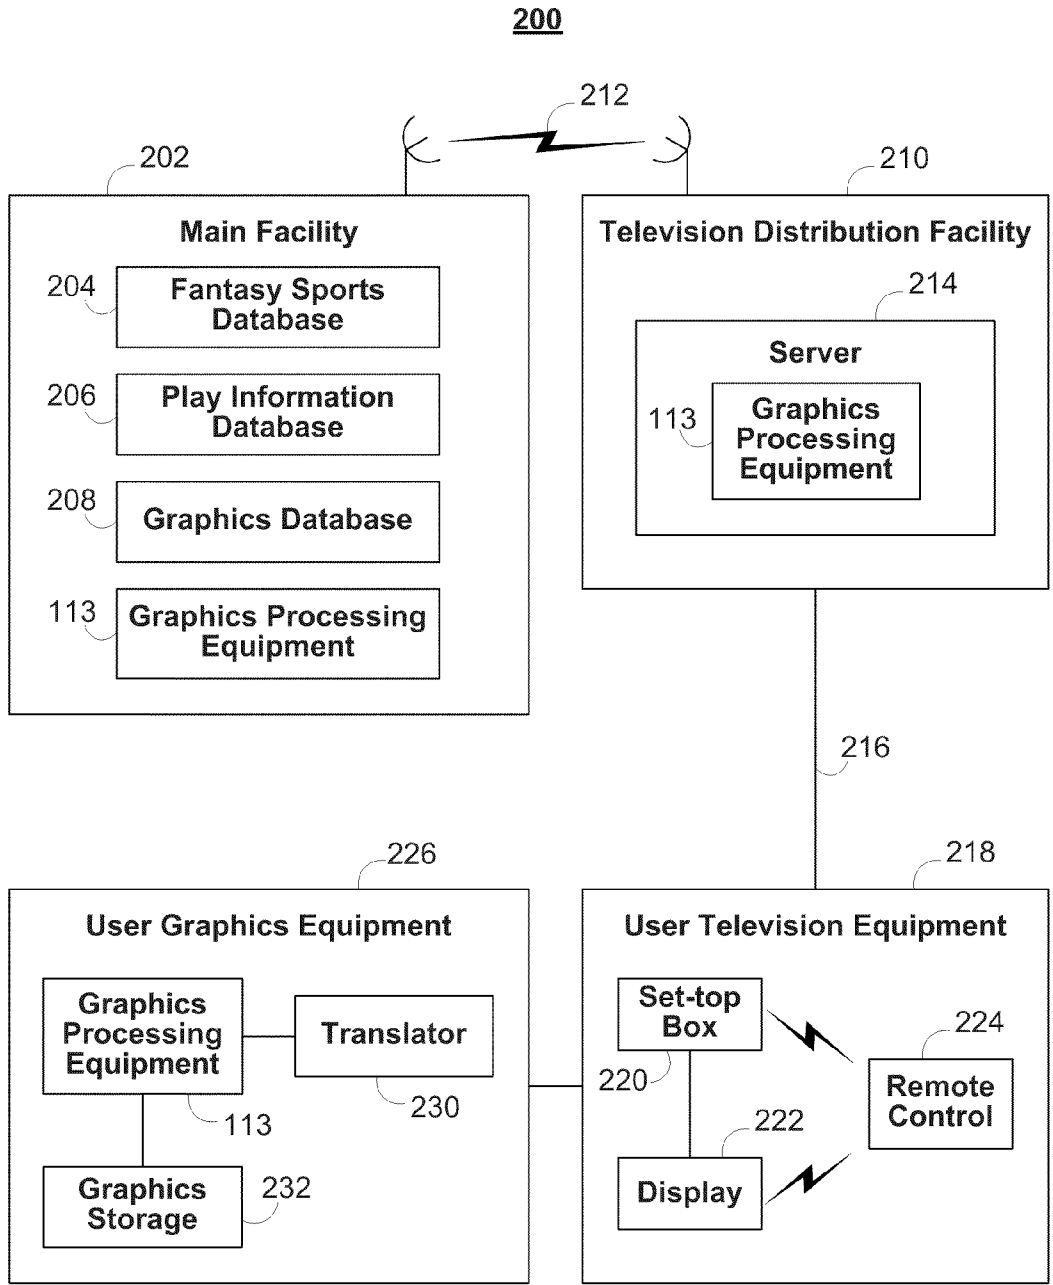 200
212
202
Main Facility
204
Fantasy Sports
Database
206
Play Information
Database
208
Graphics Database
113
Graphics Processing
Equipment
210
Television Distribution Facility
214
Server
113
Graphics
Processing
Equipment
216
226
User Graphics Equipment
Graphics
Processing
Equipment
113
Translator
230
Graphics
Storage
232
218
User Television Equipment
Set-top
Box
220
224
Remote
Control
222
Display